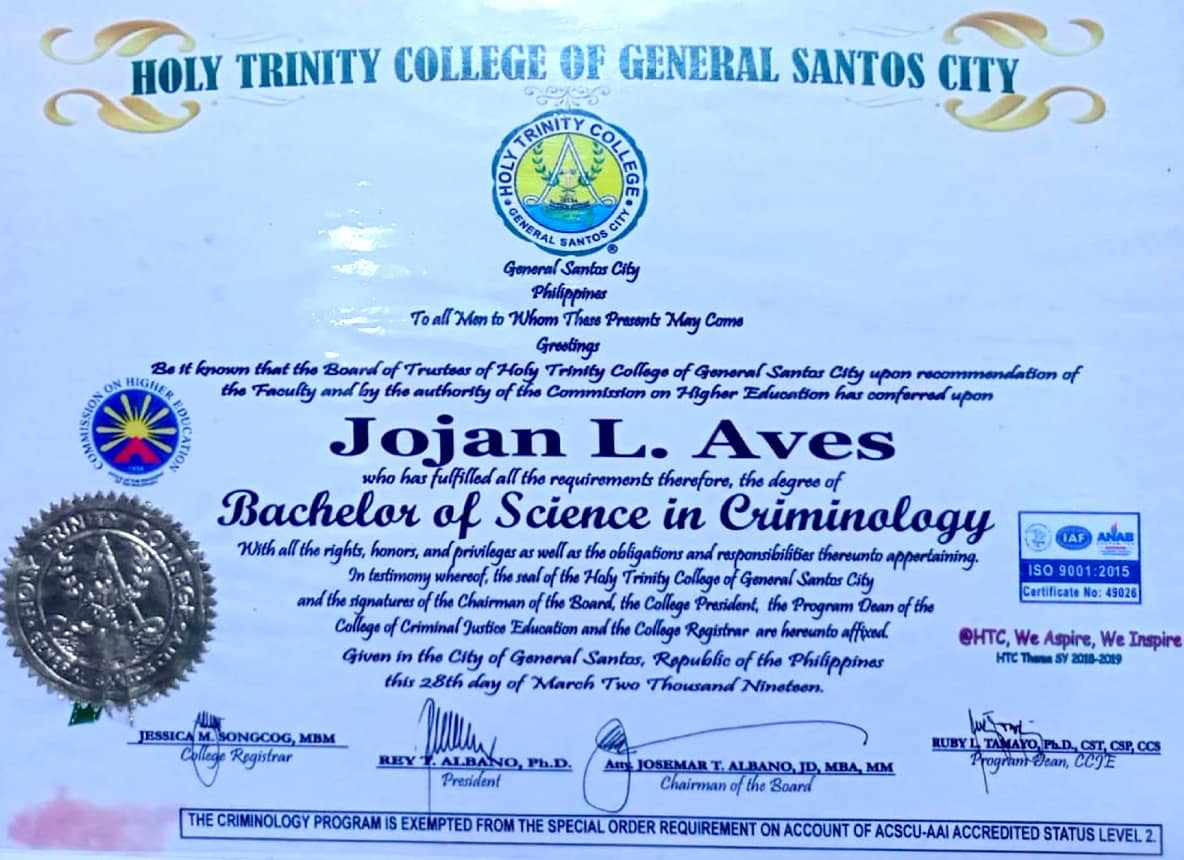 HOLY TRINITY COLLEGE OF GENERAL SANTOS CITY
HOLY TRINITY COLLEGE
GENERAL SANTOS CITY
®
General Santos City
Philippines
To all Men to Whom These Presents May Come
Greetings
Be it known that the Board of Trustees of Holy Trinity College of General Santos City upon recommendation of
the Faculty and by the authority of the Commission on Higher Education has conferred upon
COMMISSION ON HIGHER EDUCATION
Jojan L. Aves
who has fulfilled all the requirements therefore, the degree of
Bachelor of Science in Criminology
With all the rights, honors, and privileges as well as the obligations and responsibilities thereunto appertaining.
In testimony whereof, the seal of the Holy Trinity College of General Santos City
and the signatures of the Chairman of the Board, the College President, the Program Dean of the
College of Criminal Justice Education and the College Registrar are hereunto affixed.
Given in the City of General Santos, Republic of the Philippines
this 28th day of March Two Thousand Nineteen.
HOLY TRINITY COLLEGE
IAF ANAB
ISO 9001:2015
Certificate No: 49026
@HTC, We Aspire, We Inspire
HTC Theme SY 2018-2019
JESSICA M. SONGCOG, MBM
College Registrar
REY T. ALBANO, Ph.D.
President
Atty. JOSEMAR T. ALBANO, JD, MBA, MM
Chairman of the Board
RUBY L. TAMAYO, Ph.D., CST, CSP, CCS
Program Dean, CCJE
THE CRIMINOLOGY PROGRAM IS EXEMPTED FROM THE SPECIAL ORDER REQUIREMENT ON ACCOUNT OF ACSCU-AAI ACCREDITED STATUS LEVEL 2.